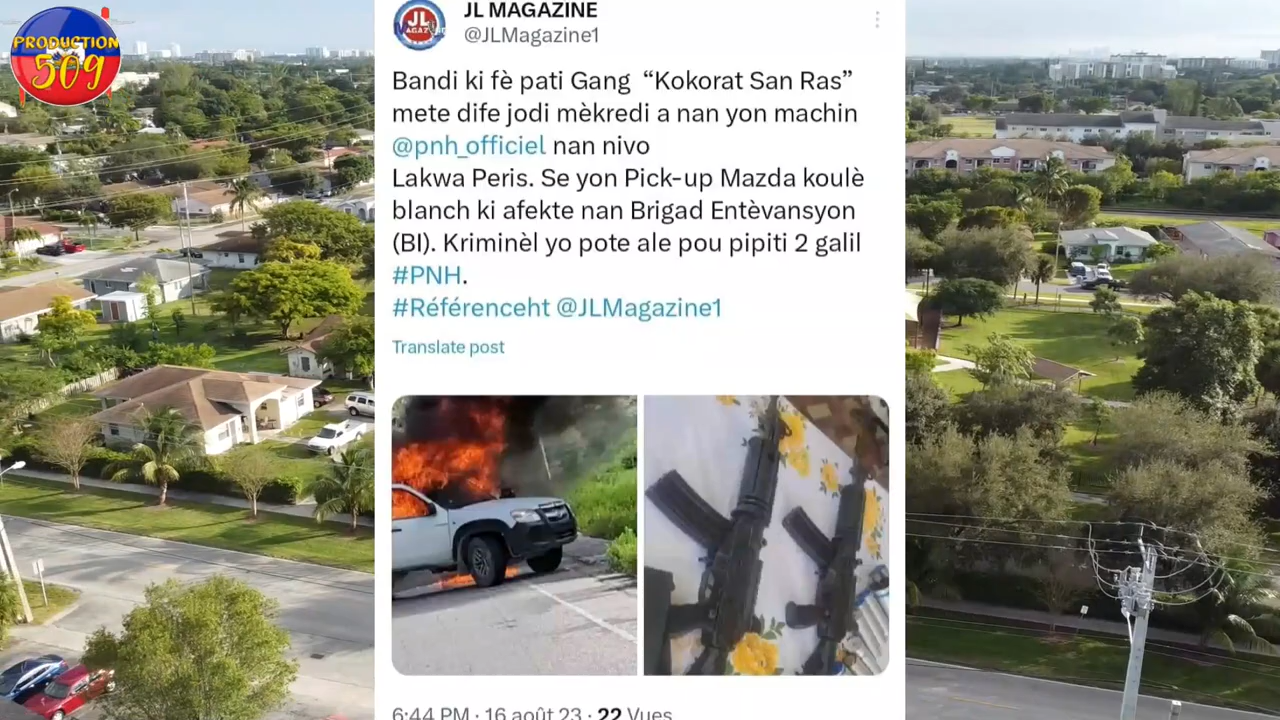 PRODUCTION
509
JL
MAGAZINE
JL MAGAZINE
@JLMagazine1
Bandi ki fè pati Gang “Kokorat San Ras”
mete dife jodi mèkredi a nan yon machin
@pnh_officiel nan nivo
Lakwa Peris. Se yon Pick-up Mazda koulè
blanch ki afekte nan Brigad Entèvansyon
(BI). Kriminèl yo pote ale pou pipiti 2 galil
#PNH.
#Référenceht @JLMagazine1
Translate post
6:44 PM · 16 août 23 · 22 Vues